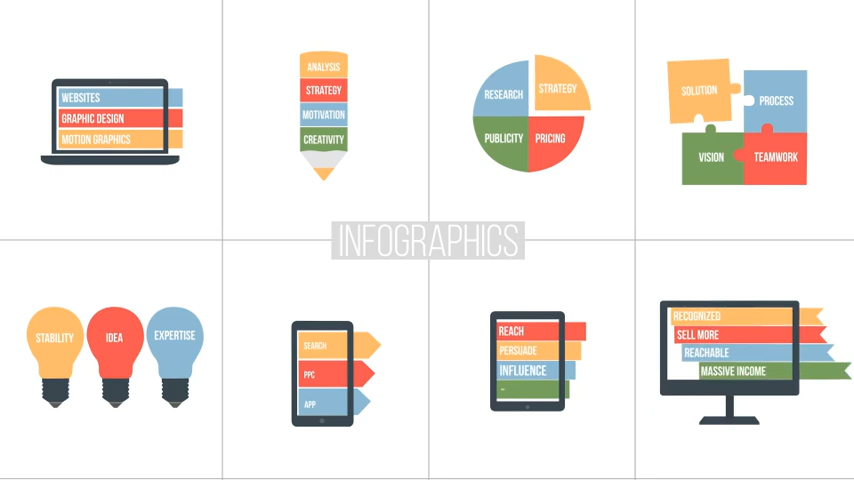 WEBSITES
GRAPHIC DESIGN
MOTION GRAPHICS
ANALYSIS
STRATEGY
MOTIVATION
CREATIVITY
RESEARCH
STRATEGY
PUBLICITY
PRICING
SOLUTION
PROCESS
VISION
TEAMWORK
INFOGRAPHICS
STABILITY
IDEA
EXPERTISE
SEARCH
PPC
APP
REACH
PERSUADE
INFLUENCE
RECOGNIZED
SELL MORE
REACHABLE
MASSIVE INCOME